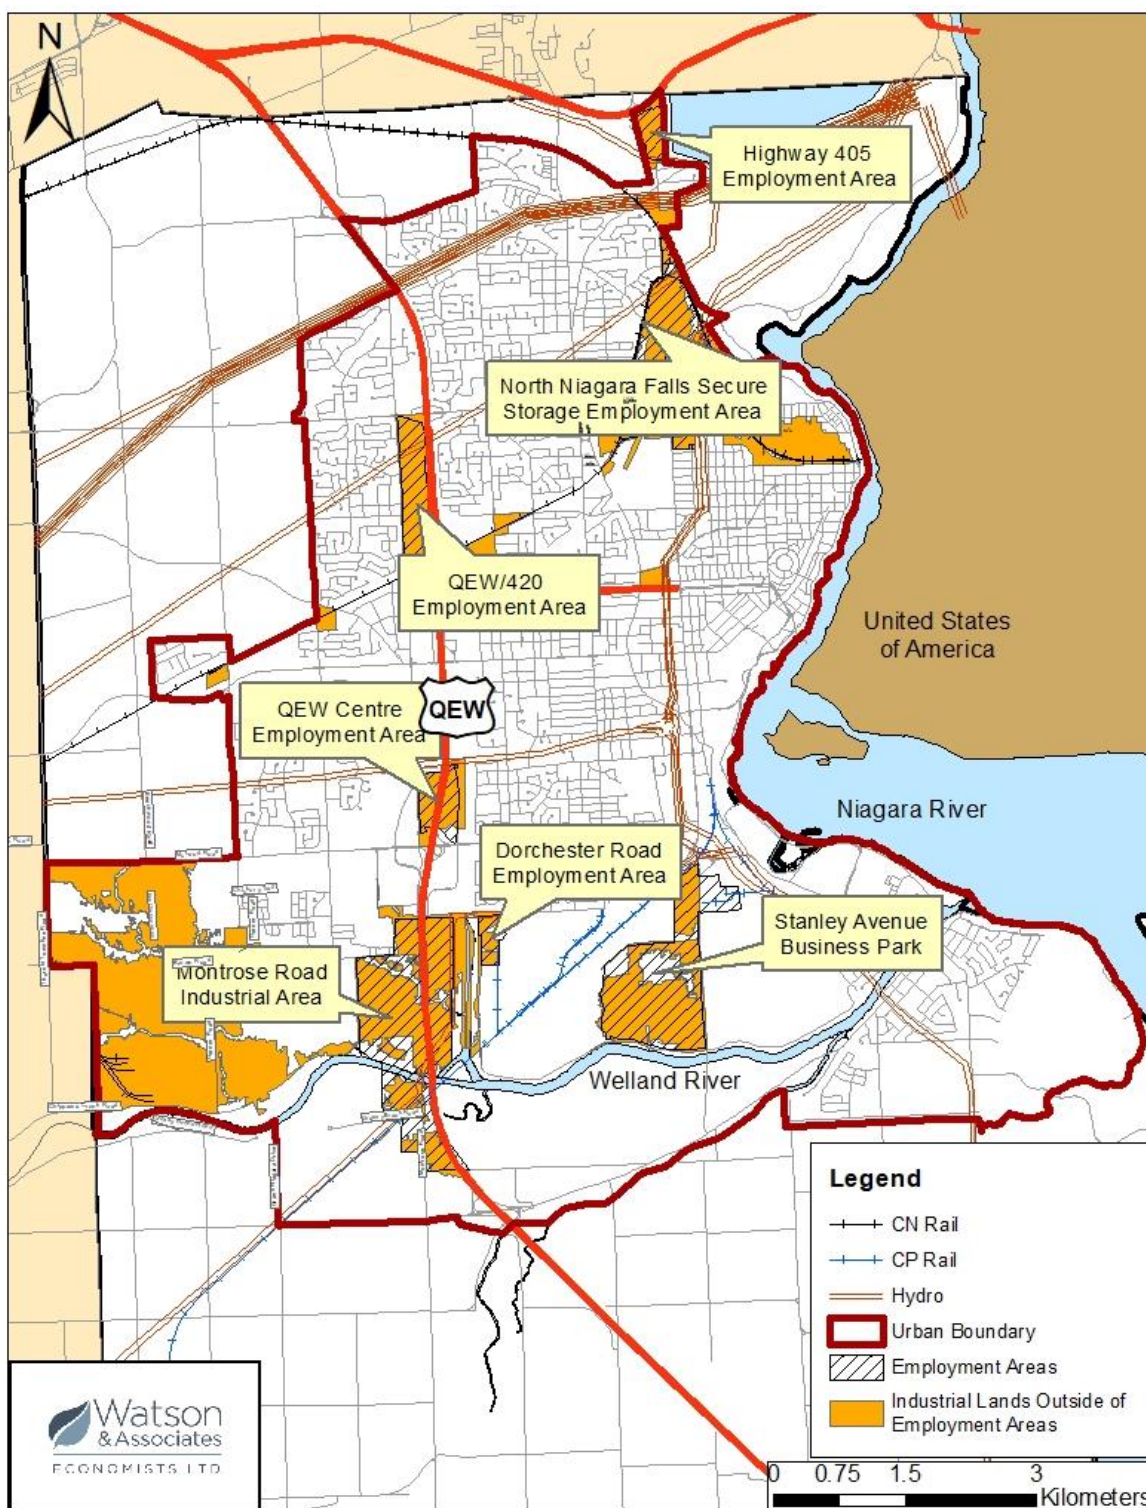 N
Highway 405
Employment Area
North Niagara Falls Secure
Storage Employment Area
QEW/420
Employment Area
United States
of America
QEW Centre
Employment Area
QEW
Niagara River
Dorchester Road
Employment Area
Stanley Avenue
Business Park
Montrose Road
Industrial Area
Welland River
Legend
CN Rail
CP Rail
Hydro
Urban Boundary
Employment Areas
Industrial Lands Outside of
Employment Areas
Watson
& Associates
ECONOMISTS LTD
0 0.75 1.5 3
Kilometers